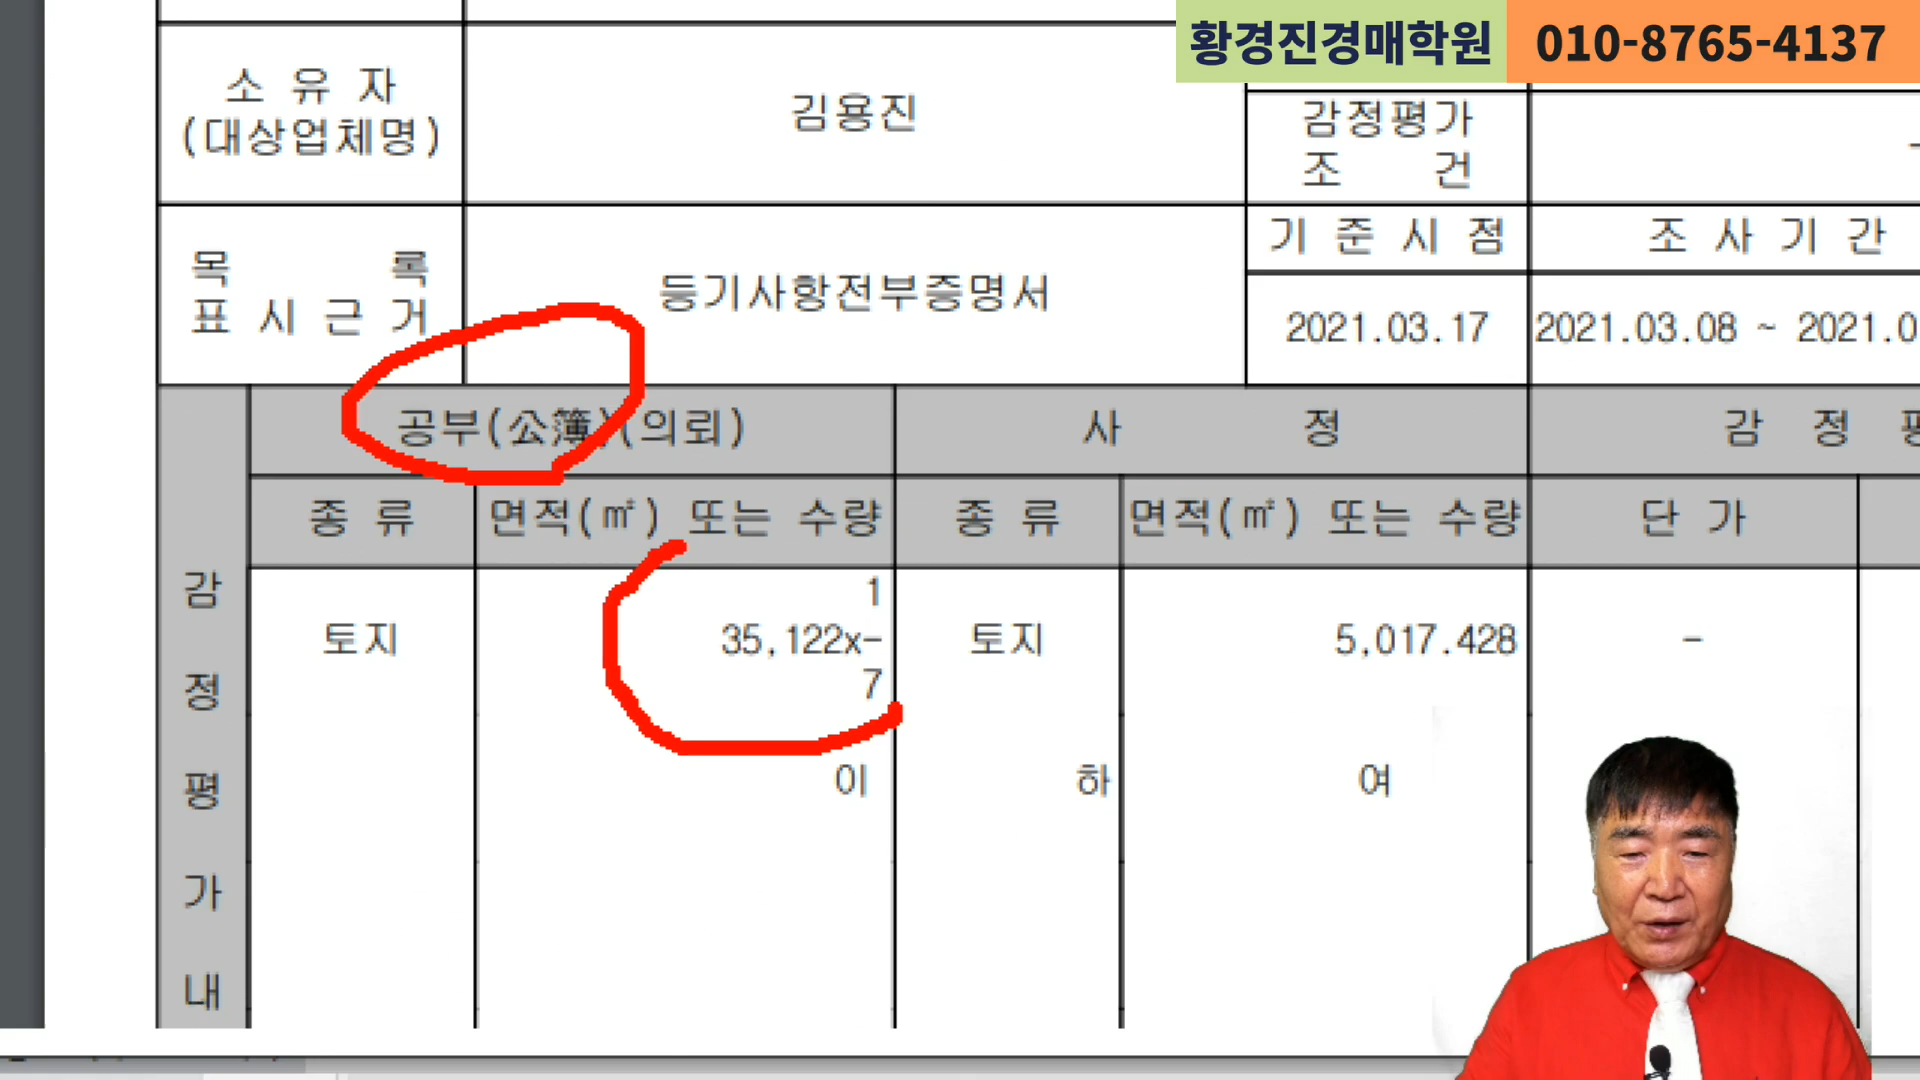 황경진경매학원 010-8765-4137
소 유 자
(대상업체명)
김용진
감정평가
조 건
-
목 록
표 시 근 거
등기사항전부증명서
기 준 시 점
조 사 기 간
2021.03.17
2021.03.08 ~ 2021.0
공부(公簿)(의뢰)
사 정
감 정
종 류
면적(㎡) 또는 수량
종 류
면적(㎡) 또는 수량
단 가
1
토지
35,122x-
토지
5,017.428
-
7
이 하 여
감
정
평
가
내